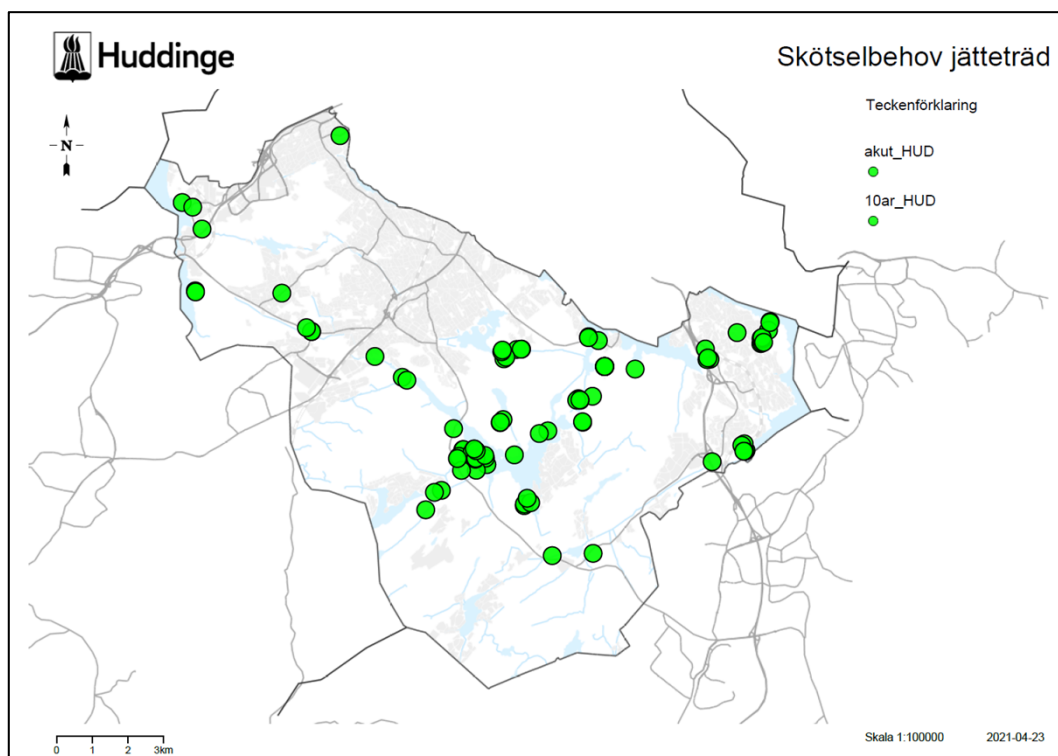 Huddinge
Skötselbehov jätteträd
Teckenförklaring
N
akut_HUD
10ar_HUD
0 1 2 3km
Skala 1:100000 2021-04-23